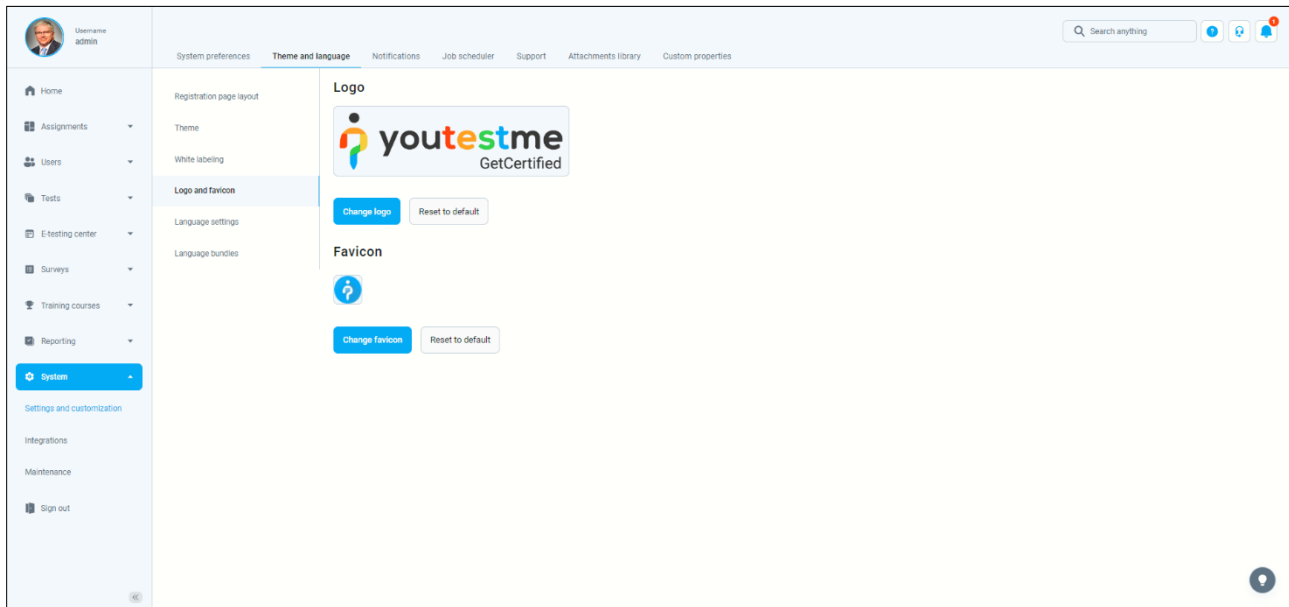 Username
admin
Search anything
1
System preferences
Theme and language
Notifications
Job scheduler
Support
Attachments library
Custom properties
Home
Assignments
Users
Tests
E-testing center
Surveys
Training courses
Reporting
System
Settings and customization
Integrations
Maintenance
Sign out
Registration page layout
Theme
White labeling
Logo and favicon
Language settings
Language bundles
Logo
youtestme
GetCertified
Change logo
Reset to default
Favicon
Change favicon
Reset to default